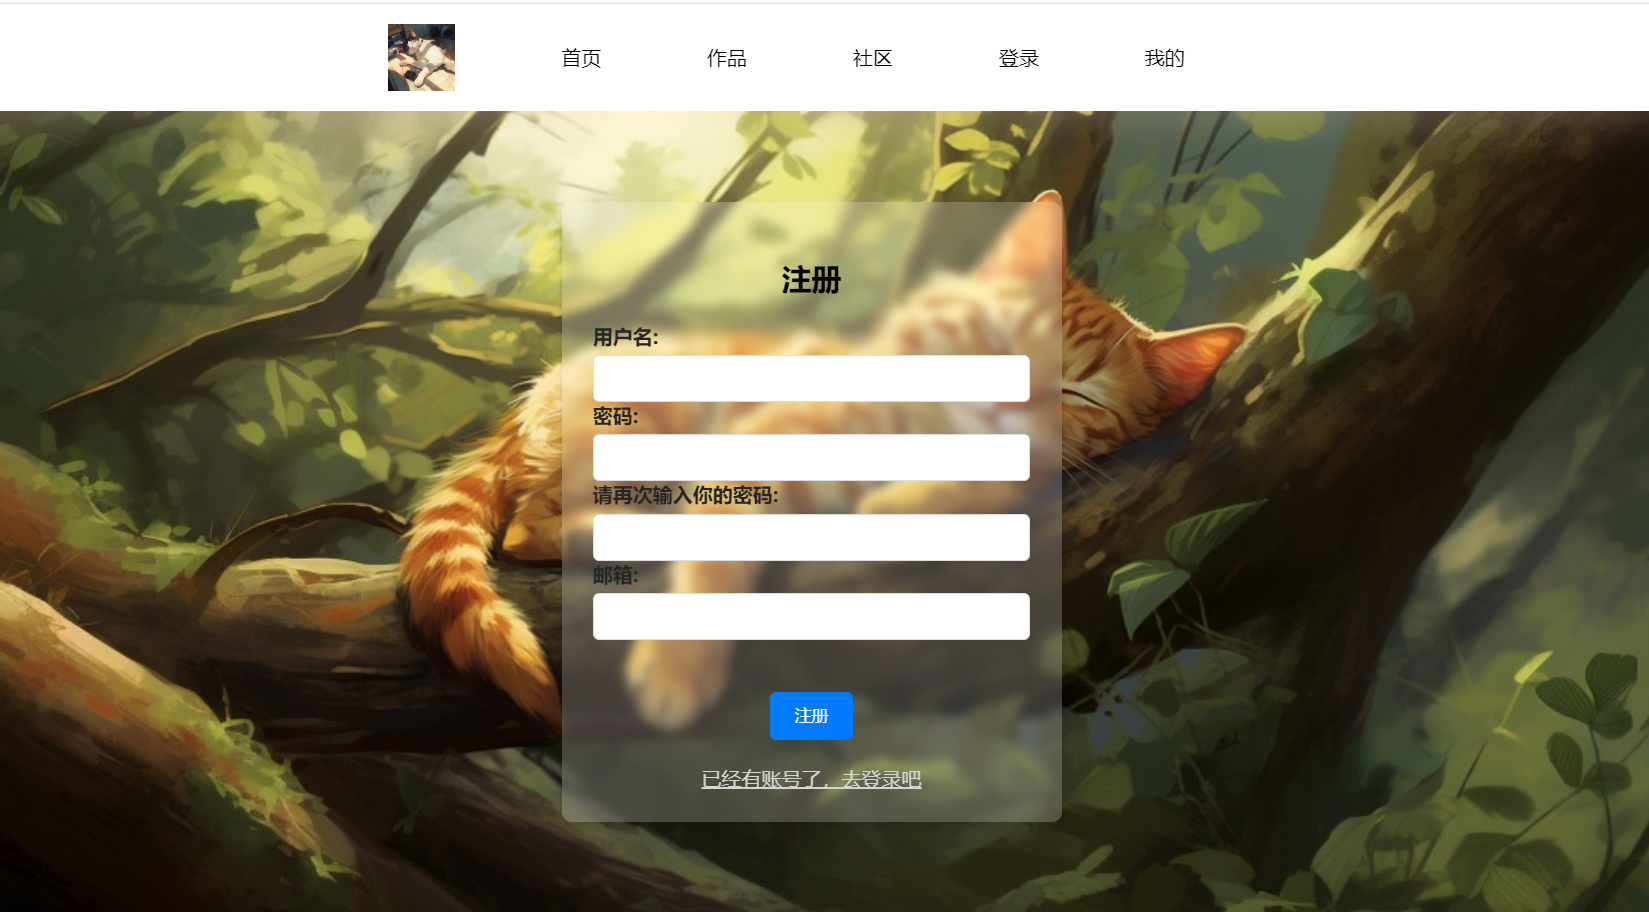 首页 作品 社区 登录 我的
注册
用户名:
密码:
请再次输入你的密码:
邮箱:
注册
已经有账号了，去登录吧